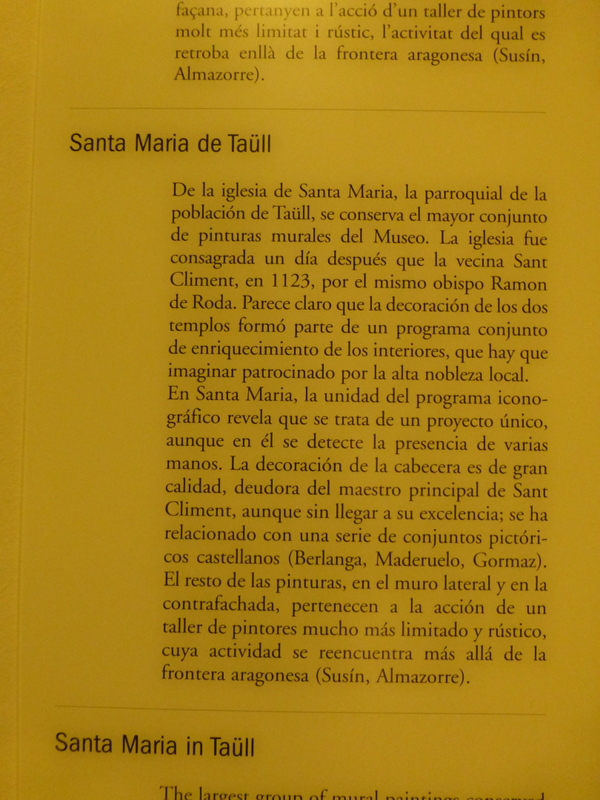 façana, pertanyen a l'acció d'un taller de pintors
molt més limitat i rústic, l'activitat del qual es
retroba enllà de la frontera aragonesa (Susín,
Almazorre).
Santa Maria de Taüll
De la iglesia de Santa Maria, la parroquial de la
población de Taüll, se conserva el mayor conjunto
de pinturas murales del Museo. La iglesia fue
consagrada un día después que la vecina Sant
Climent, en 1123, por el mismo obispo Ramon
de Roda. Parece claro que la decoración de los dos
templos formó parte de un programa conjunto
de enriquecimiento de los interiores, que hay que
imaginar patrocinado por la alta nobleza local.
En Santa Maria, la unidad del programa icono-
gráfico revela que se trata de un proyecto único,
aunque en él se detecte la presencia de varias
manos. La decoración de la cabecera es de gran
calidad, deudora del maestro principal de Sant
Climent, aunque sin llegar a su excelencia; se ha
relacionado con una serie de conjuntos pictóri-
cos castellanos (Berlanga, Maderuelo, Gormaz).
El resto de las pinturas, en el muro lateral y en la
contrafachada, pertenecen a la acción de un
taller de pintores mucho más limitado y rústico,
cuya actividad se reencuentra más allá de la
frontera aragonesa (Susín, Almazorre).
Santa Maria in Taüll
The largest group of mural paintings conserved